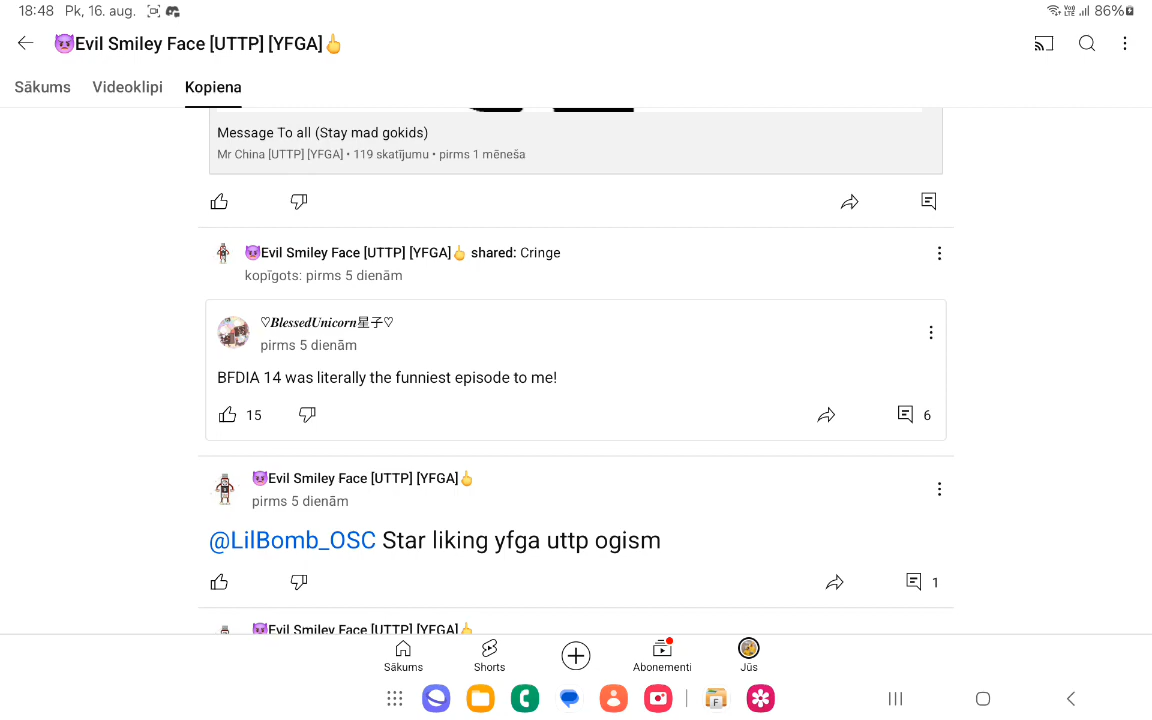 18:48 Pk, 16. aug. 86%
😈Evil Smiley Face [UTTP] [YFGA]🖕
Sākums Videoklipi Kopiena
Message To all (Stay mad gokids)
Mr China [UTTP] [YFGA] • 119 skatījumu • pirms 1 mēneša
😈Evil Smiley Face [UTTP] [YFGA]🖕 shared: Cringe
kopīgots: pirms 5 dienām
♡BlessedUnicorn星子♡
pirms 5 dienām
BFDIA 14 was literally the funniest episode to me!
15 6
😈Evil Smiley Face [UTTP] [YFGA]🖕
pirms 5 dienām
@LilBomb_OSC Star liking yfga uttp ogism
1
😈Evil Smiley Face [UTTP] [YFGA]🖕
Sākums Shorts Abonementi Jūs